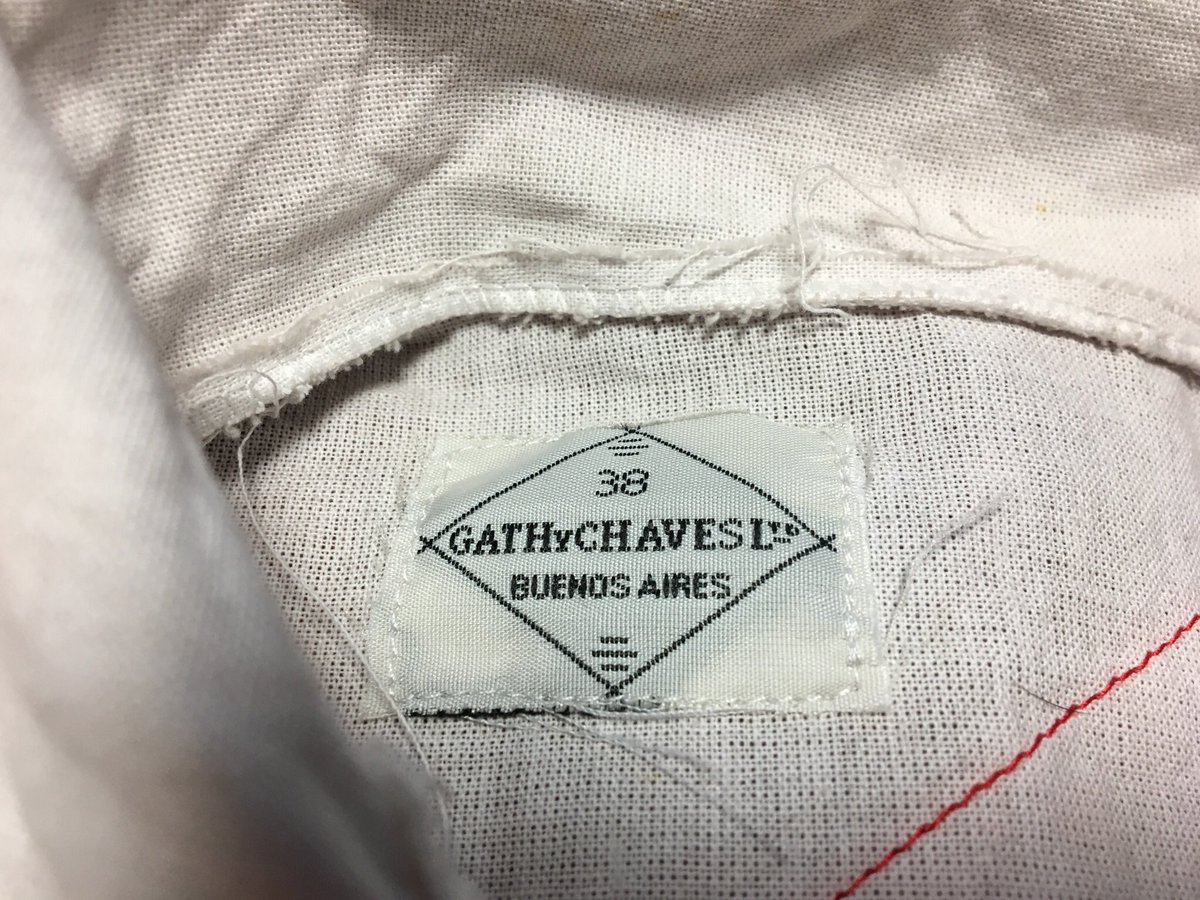 38
GATHyCHAVES Ltd
BUENOS AIRES